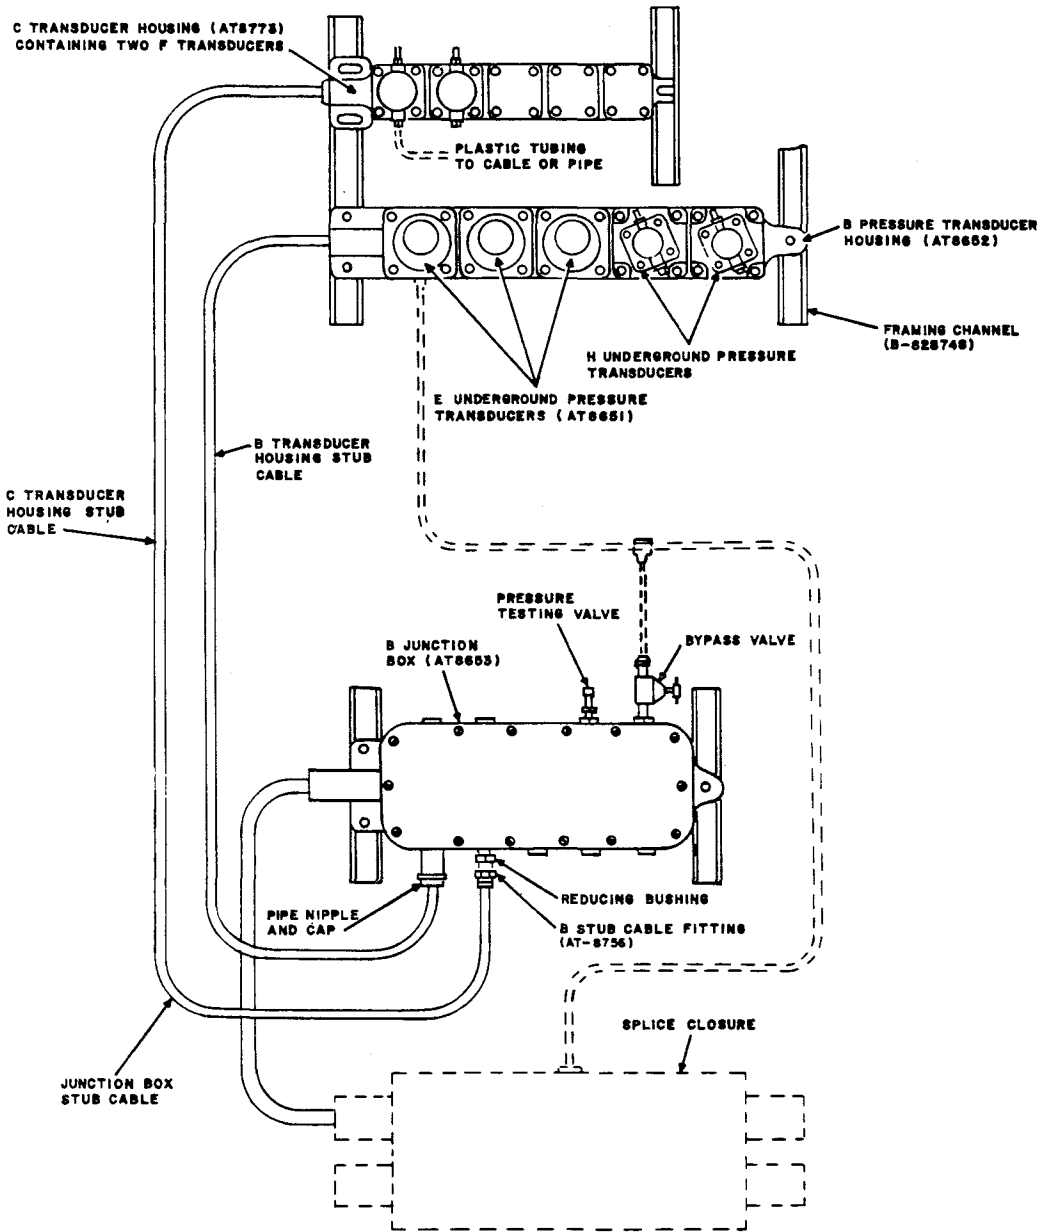 C TRANSDUCER HOUSING (AT8773)
CONTAINING TWO F TRANSDUCERS
PLASTIC TUBING
TO CABLE OR PIPE
B PRESSURE TRANSDUCER
HOUSING (AT8652)
FRAMING CHANNEL
(B-828748)
H UNDERGROUND PRESSURE
TRANSDUCERS
E UNDERGROUND PRESSURE
TRANSDUCERS (AT8651)
B TRANSDUCER
HOUSING STUB
CABLE
C TRANSDUCER
HOUSING STUB
CABLE
PRESSURE
TESTING VALVE
BYPASS VALVE
B JUNCTION
BOX (AT8653)
REDUCING BUSHING
PIPE NIPPLE
AND CAP
B STUB CABLE FITTING
(AT-8756)
SPLICE CLOSURE
JUNCTION BOX
STUB CABLE